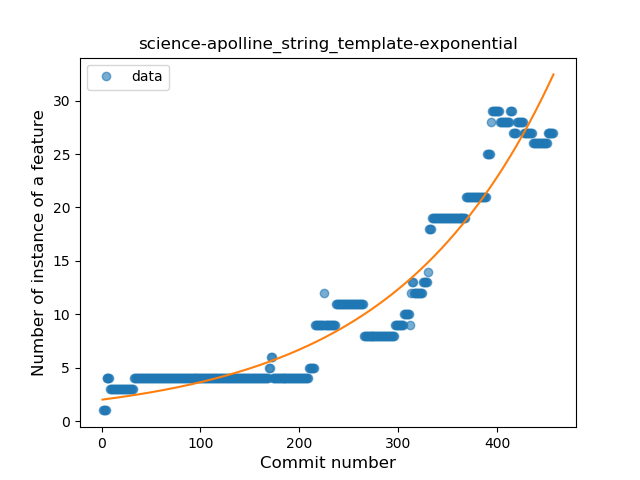 science-apolline_string_template-exponential
data
Number of instance of a feature
30
25
20
15
10
5
0
0 100 200 300 400
Commit number